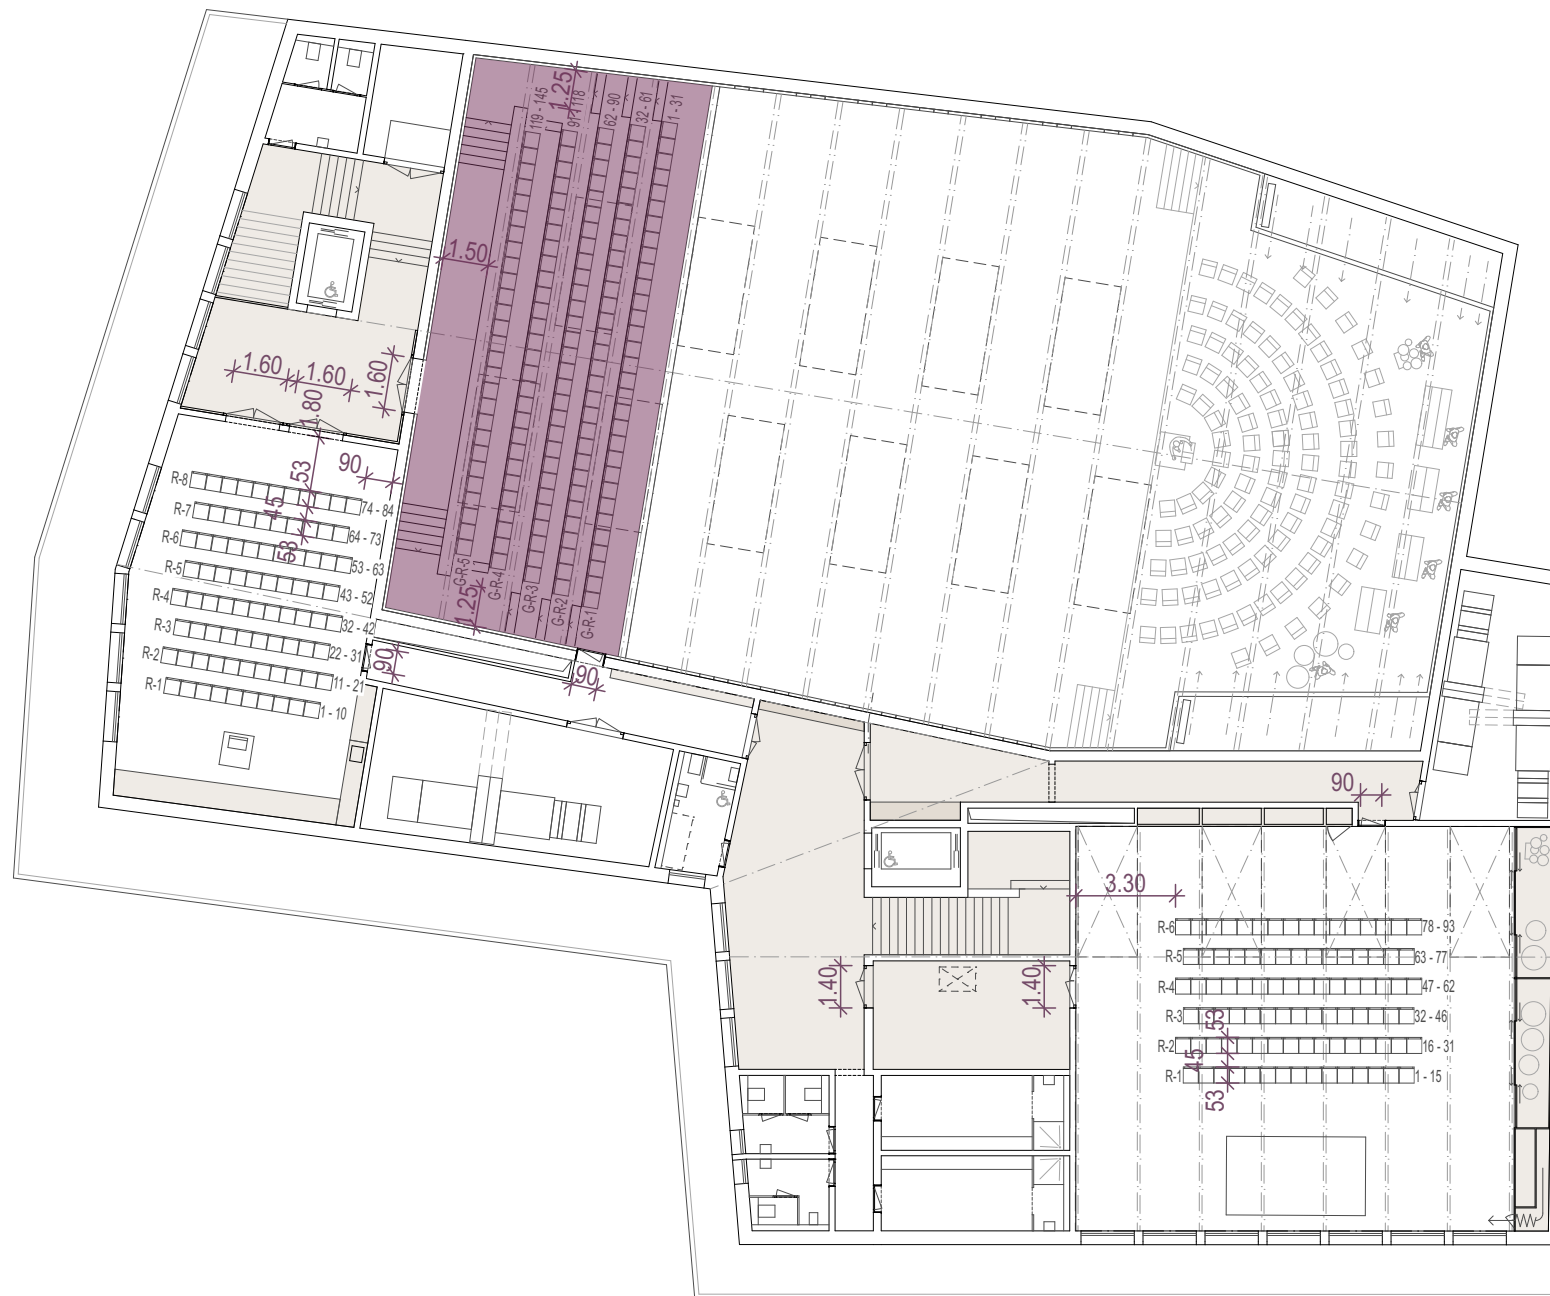 1.25
119 - 145
91 - 118
62 - 90
32 - 61
1 - 31
1.50
1.60
1.60
1.60
1.80
90
53
45
53
R-8
74 - 84
R-7
64 - 73
R-6
53 - 63
R-5
43 - 52
R-4
32 - 42
R-3
22 - 31
R-2
11 - 21
R-1
1 - 10
G-R-5
G-R-4
G-R-3
G-R-2
G-R-1
1.25
90
90
90
3.30
1.40
1.40
R-6
78 - 93
R-5
63 - 77
R-4
47 - 62
R-3
53
32 - 46
R-2
45
16 - 31
R-1
53
1 - 15